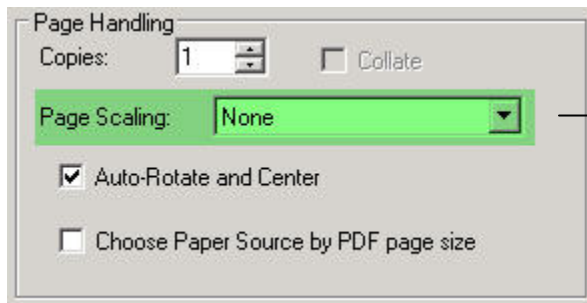 Page Handling
Copies: 1 Collate
Page Scaling: None
Auto-Rotate and Center
Choose Paper Source by PDF page size